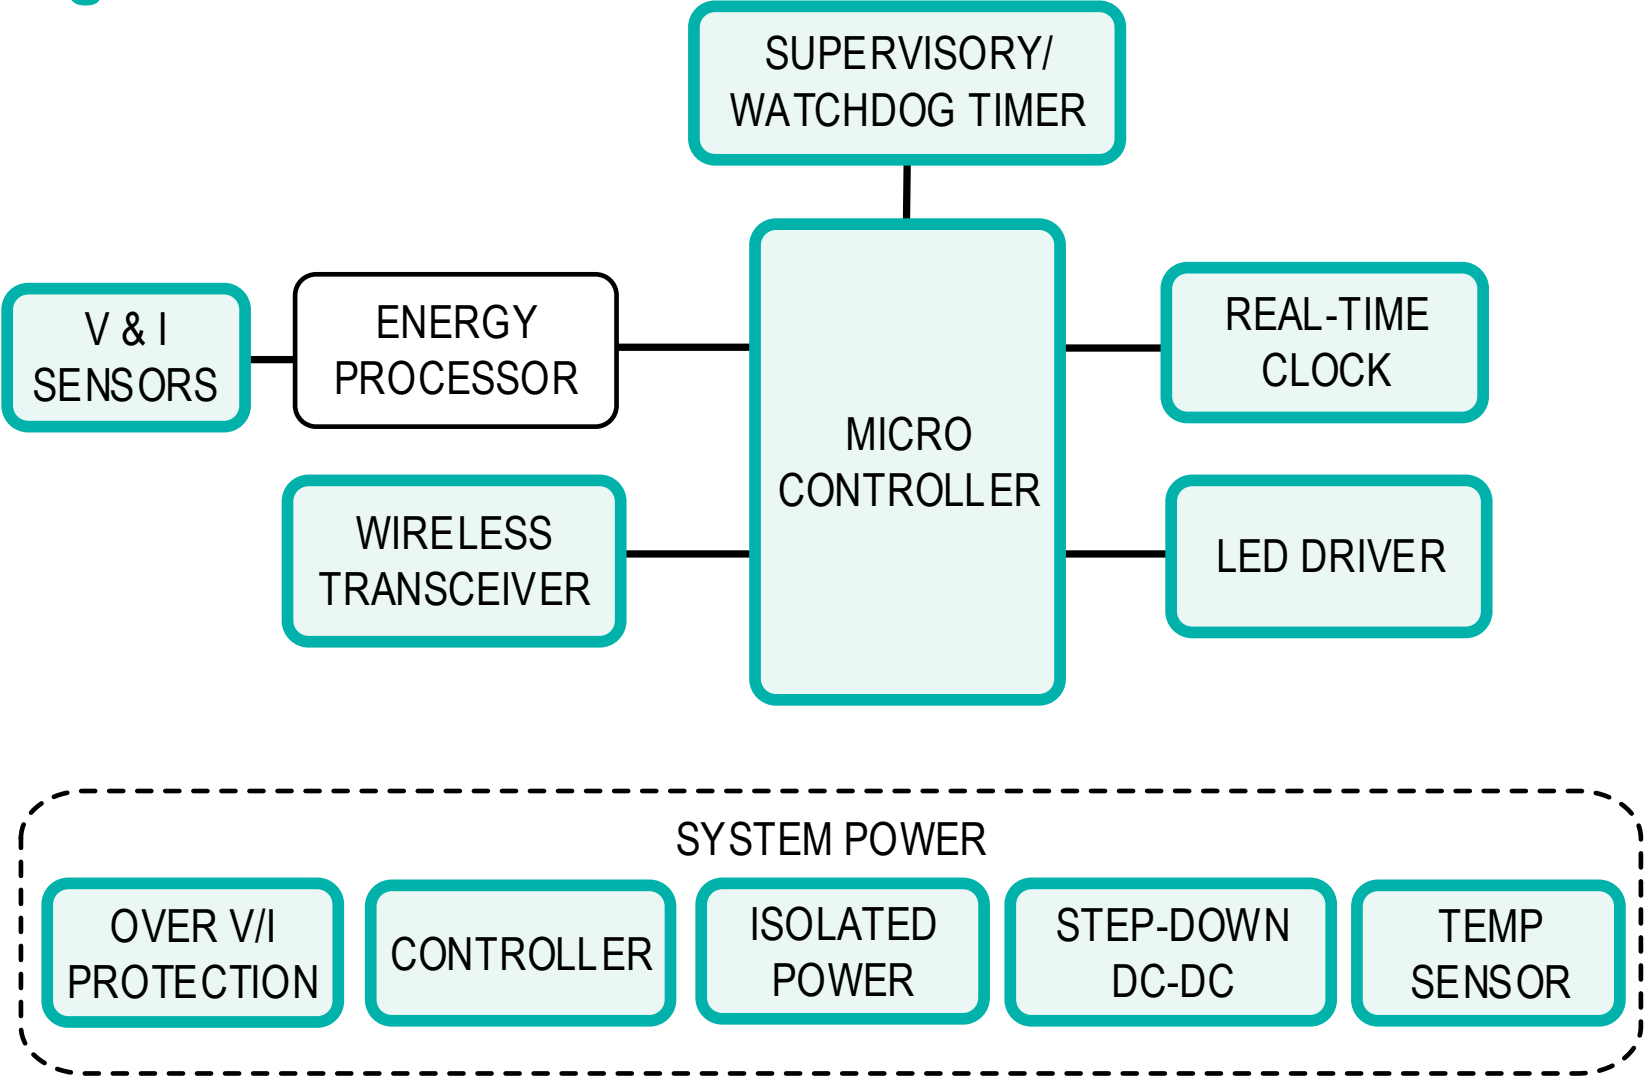 SUPERVISORY/
WATCHDOG TIMER
V & I
SENSORS
ENERGY
PROCESSOR
REAL-TIME
CLOCK
MICRO
CONTROLLER
WIRELESS
TRANSCEIVER
LED DRIVER
SYSTEM POWER
OVER V/I
PROTECTION
CONTROLLER
ISOLATED
POWER
STEP-DOWN
DC-DC
TEMP
SENSOR